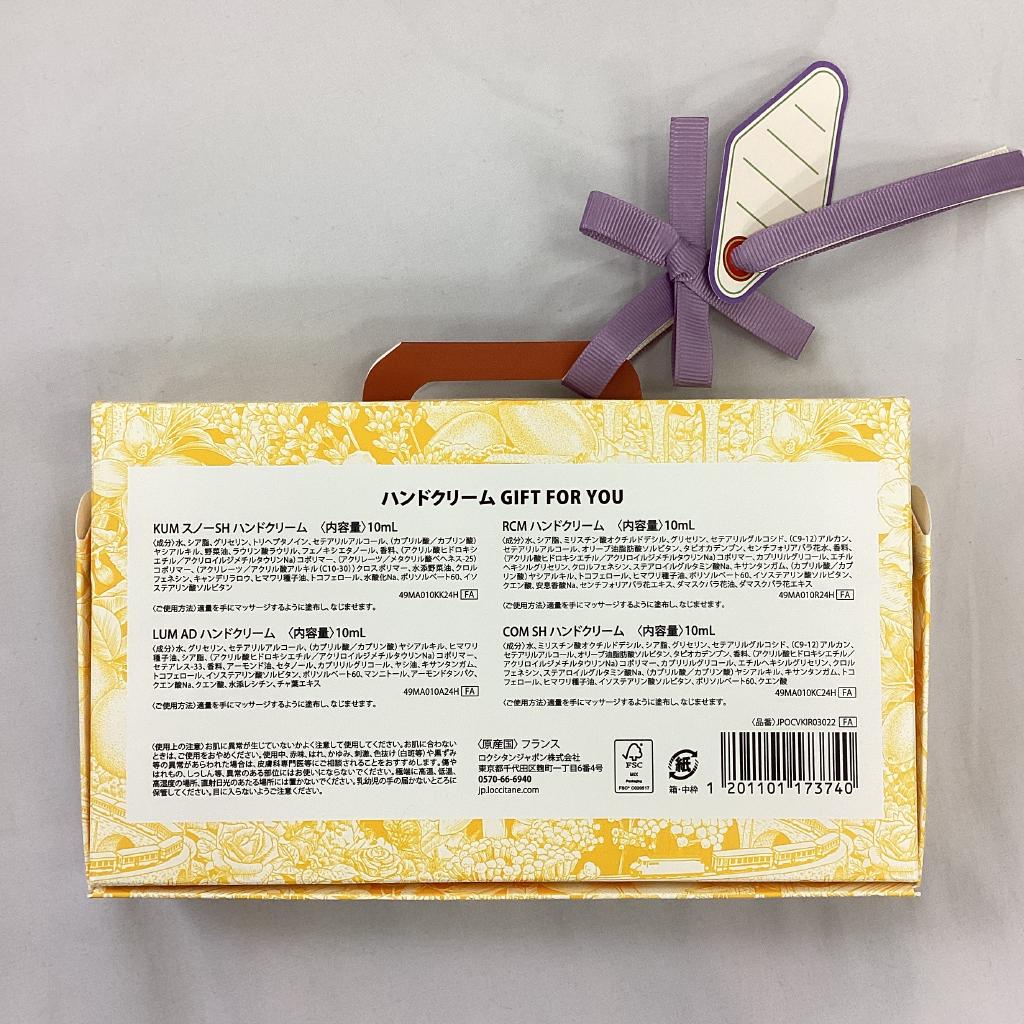 ハンドクリーム GIFT FOR YOU
KUM スノーSH ハンドクリーム 〈内容量〉10mL
〈成分〉水、シア脂、グリセリン、トリヘプタノイン、セテアリルアルコール、(カプリル酸/カプリン酸)
ヤシアルキル、野菜油、ラウリン酸ラウリル、フェノキシエタノール、香料、(アクリル酸ヒドロキシ
エチル/アクリロイルジメチルタウリンNa)コポリマー、(アクリレーツ/メタクリル酸ベヘネス-25)
コポリマー、(アクリレーツ/アクリル酸アルキル(C10-30))クロスポリマー、水添野菜油、クロル
フェネシン、キャンデリラロウ、ヒマワリ種子油、トコフェロール、水酸化Na、ポリソルベート60、イソ
ステアリン酸ソルビタン
49MA010KK24H FA
〈ご使用方法〉適量を手にマッサージするように塗布し、なじませます。
LUM AD ハンドクリーム 〈内容量〉10mL
〈成分〉水、グリセリン、セテアリルアルコール、(カプリル酸/カプリン酸)ヤシアルキル、ヒマワリ
種子油、シア脂、(アクリル酸ヒドロキシエチル/アクリロイルジメチルタウリンNa)コポリマー、
セテアレス-33、香料、アーモンド油、セタノール、カプリリルグリコール、ヤシ油、キサンタンガム、
トコフェロール、イソステアリン酸ソルビタン、ポリソルベート60、マンニトール、アーモンドタンパク、
クエン酸Na、クエン酸、水添レシチン、チャ葉エキス
49MA010A24H FA
〈ご使用方法〉適量を手にマッサージするように塗布し、なじませます。
RCM ハンドクリーム 〈内容量〉10mL
〈成分〉水、シア脂、ミリスチン酸オクチルドデシル、グリセリン、セテアリルグルコシド、(C9-12)アルカン、
セテアリルアルコール、オリーブ油脂肪酸ソルビタン、タピオカデンプン、センチフォリアバラ花水、香料、
(アクリル酸ヒドロキシエチル/アクリロイルジメチルタウリンNa)コポリマー、カプリリルグリコール、エチル
ヘキシルグリセリン、クロルフェネシン、ステアロイルグルタミン酸Na、キサンタンガム、(カプリル酸/カプ
リン酸)ヤシアルキル、トコフェロール、ヒマワリ種子油、ポリソルベート60、イソステアリン酸ソルビタン、
クエン酸、安息香酸Na、センチフォリアバラ花エキス、ダマスクバラ花油、ダマスクバラ花エキス
49MA010R24H FA
〈ご使用方法〉適量を手にマッサージするように塗布し、なじませます。
COM SH ハンドクリーム 〈内容量〉10mL
〈成分〉水、ミリスチン酸オクチルドデシル、シア脂、グリセリン、セテアリルグルコシド、(C9-12)アルカン、
セテアリルアルコール、オリーブ油脂肪酸ソルビタン、タピオカデンプン、香料、(アクリル酸ヒドロキシエチル/
アクリロイルジメチルタウリンNa)コポリマー、カプリリルグリコール、エチルヘキシルグリセリン、クロル
フェネシン、ステアロイルグルタミン酸Na、(カプリル酸/カプリン酸)ヤシアルキル、キサンタンガム、トコ
フェロール、ヒマワリ種子油、イソステアリン酸ソルビタン、ポリソルベート60、クエン酸
49MA010KC24H FA
〈ご使用方法〉適量を手にマッサージするように塗布し、なじませます。
〈品番〉JPOCVKIR03022 FA
〈使用上の注意〉お肌に異常が生じていないかよく注意して使用してください。お肌に合わない
ときは、ご使用をおやめください。使用中、赤味、はれ、かゆみ、刺激、色抜け(白斑等)や黒ずみ
等の異常があらわれた場合は、皮膚科専門医等にご相談されることをおすすめします。傷や
はれもの、しっしん等、異常のある部位にはお使いにならないでください。極端に高温、低温、
高湿度の場所、直射日光のあたる場所には置かないでください。乳幼児の手の届かないところに
保管してください。目に入らないようご注意ください。
〈原産国〉フランス
ロクシタンジャポン株式会社
東京都千代田区麹町一丁目6番4号
0570-66-6940
jp.loccitane.com
FSC
MIX
Packaging
紙
箱・中枠
1 201101 173740